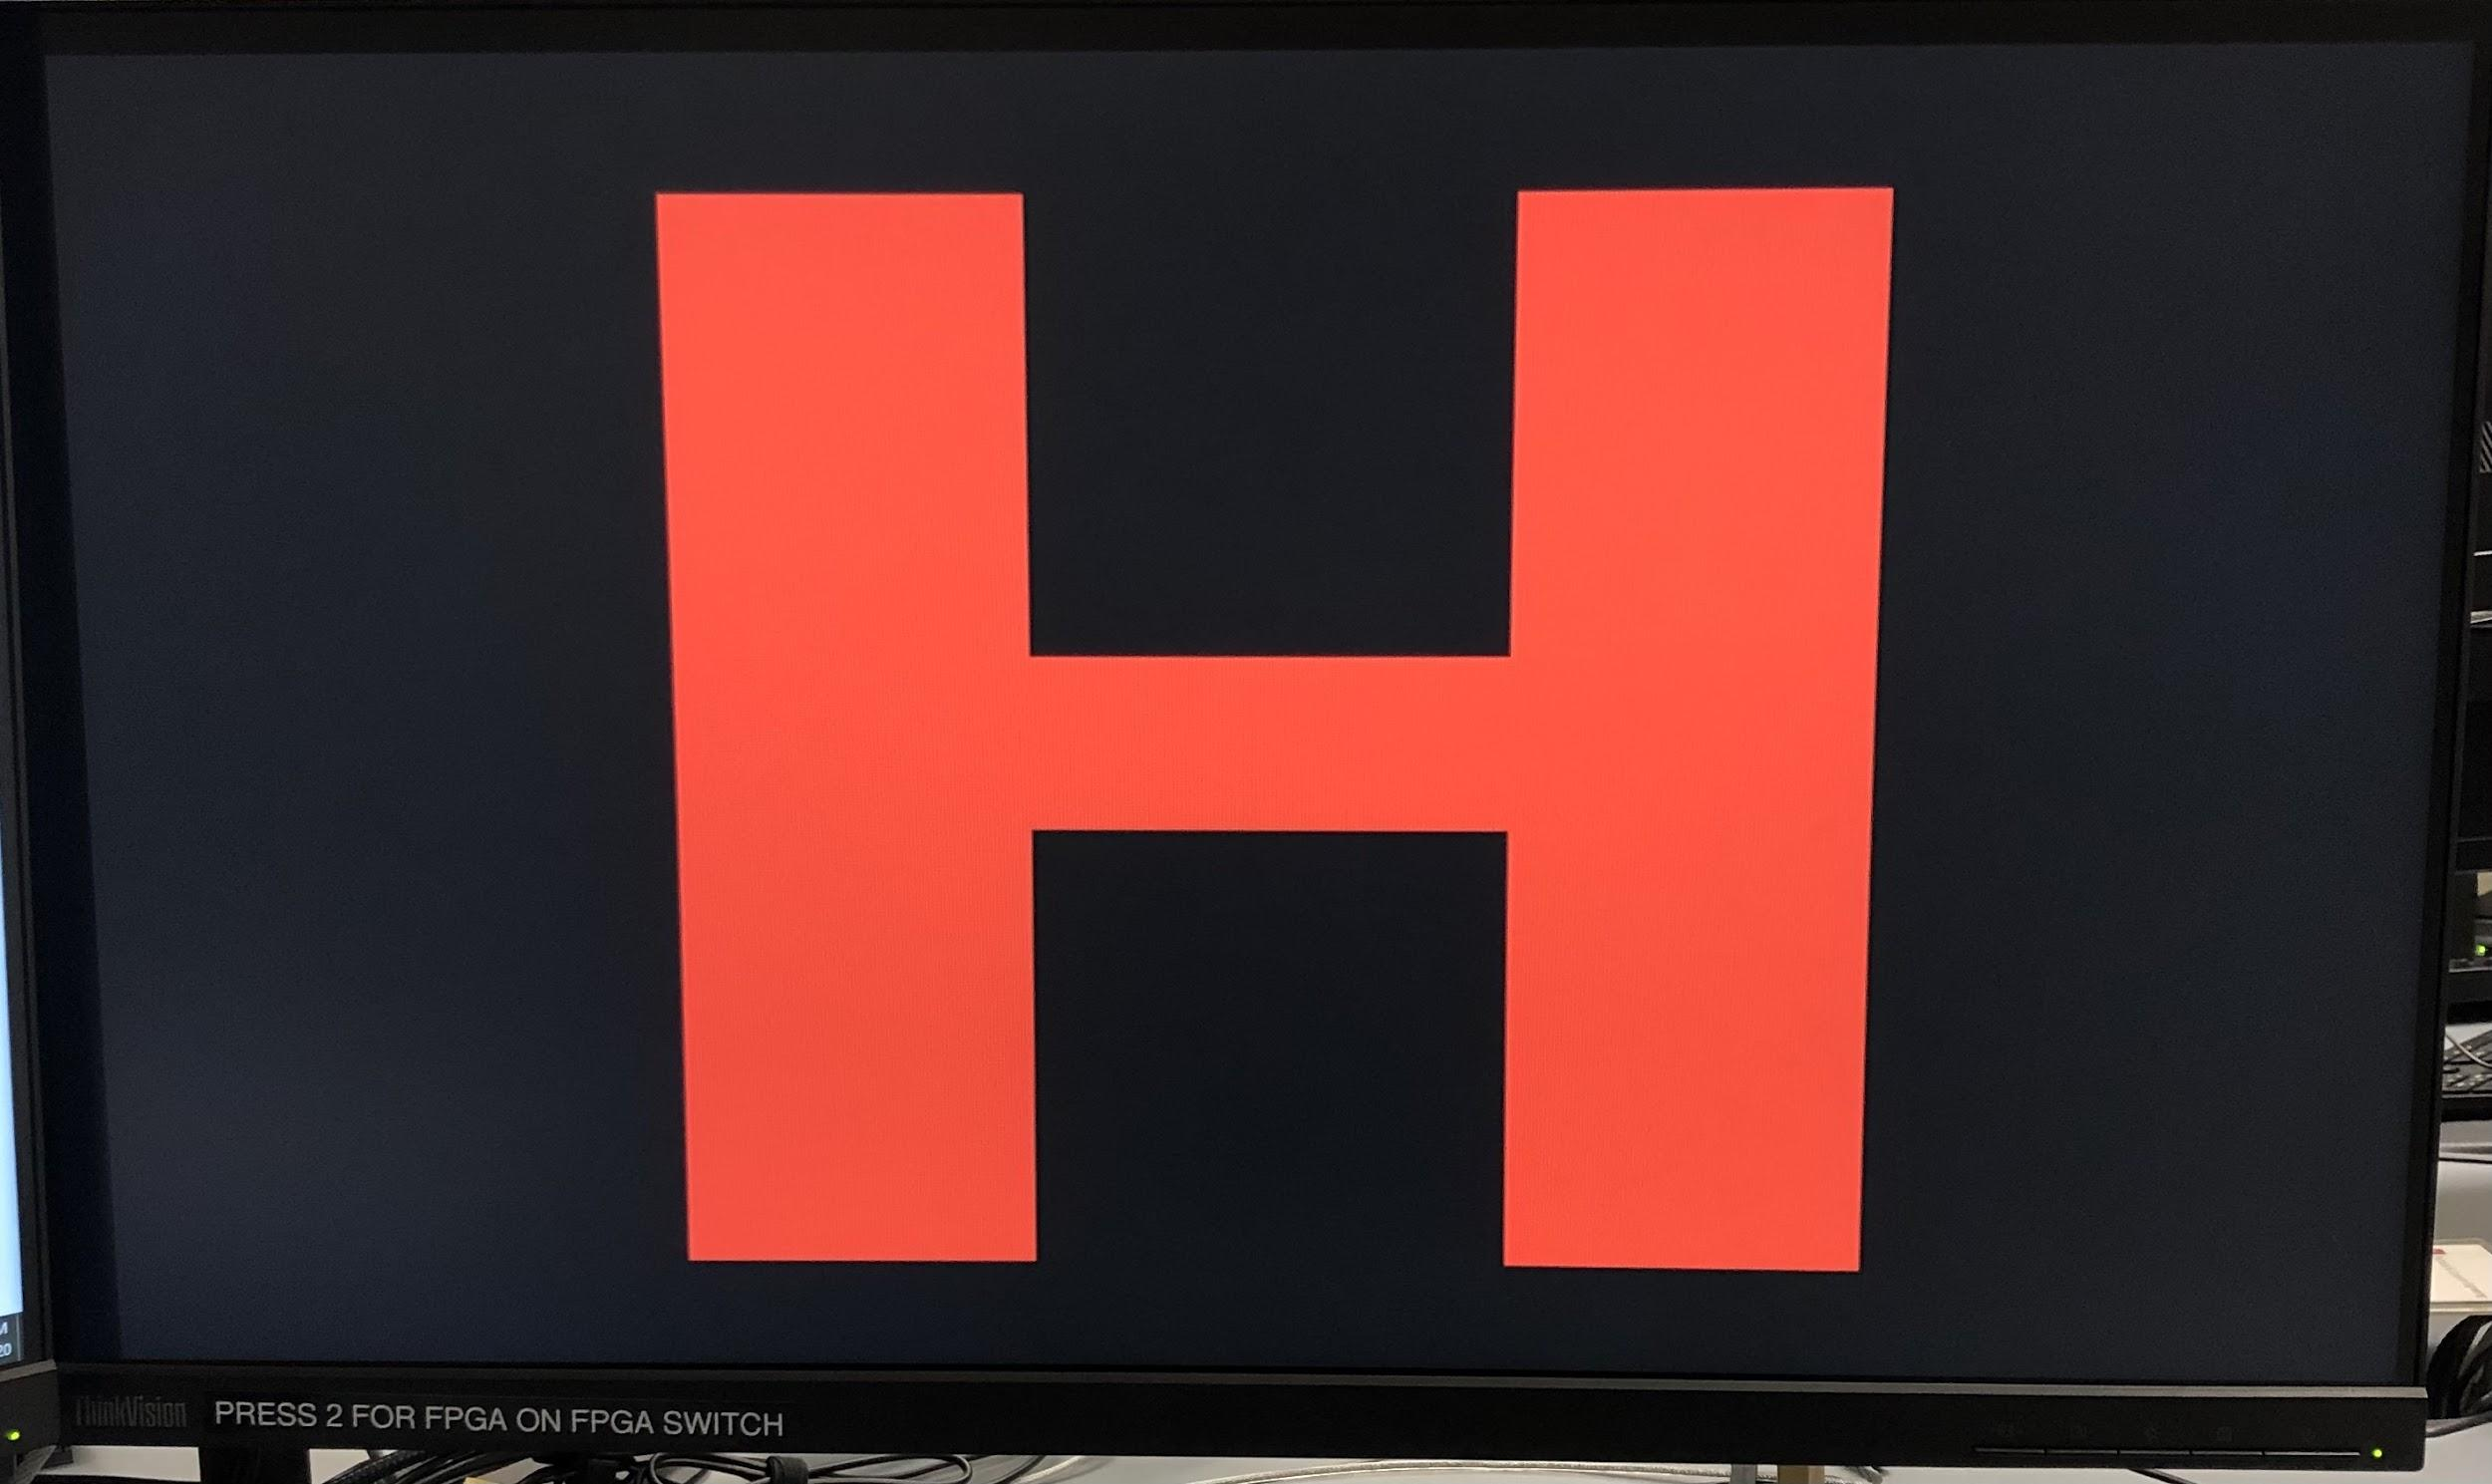 H
ThinkVision
PRESS 2 FOR FPGA ON FPGA SWITCH